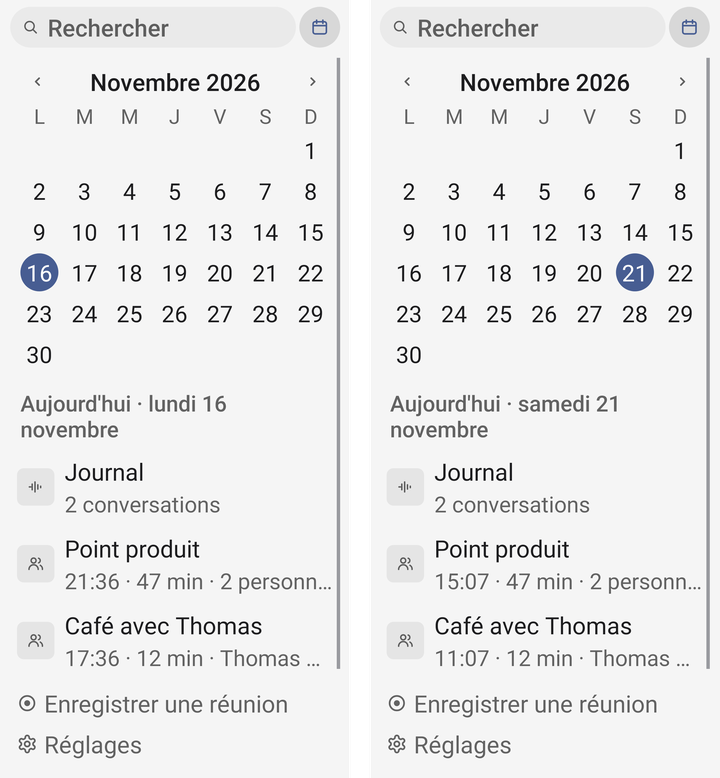 Rechercher
Novembre 2026
L M M J V S D
1
2 3 4 5 6 7 8
9 10 11 12 13 14 15
16 17 18 19 20 21 22
23 24 25 26 27 28 29
30
Aujourd'hui · lundi 16
novembre
Journal
2 conversations
Point produit
21:36 · 47 min · 2 personn...
Café avec Thomas
17:36 · 12 min · Thomas ...
Enregistrer une réunion
Réglages
Rechercher
Novembre 2026
L M M J V S D
1
2 3 4 5 6 7 8
9 10 11 12 13 14 15
16 17 18 19 20 21 22
23 24 25 26 27 28 29
30
Aujourd'hui · samedi 21
novembre
Journal
2 conversations
Point produit
15:07 · 47 min · 2 personn...
Café avec Thomas
11:07 · 12 min · Thomas ...
Enregistrer une réunion
Réglages